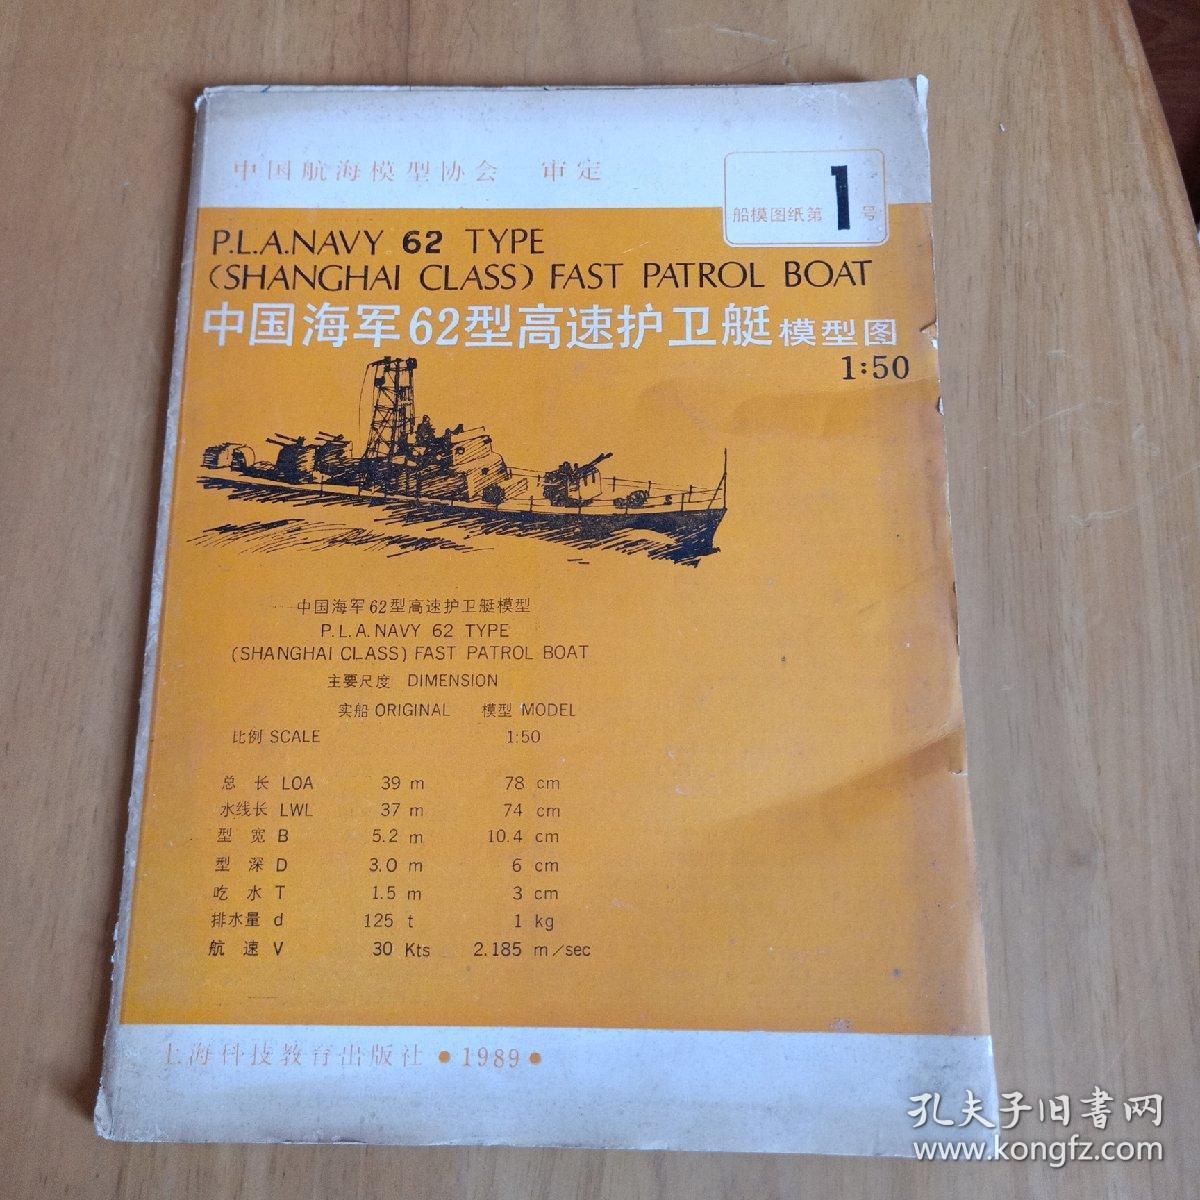 中国航海模型协会 审定
船模图纸第1号
P.L.A.NAVY 62 TYPE
(SHANGHAI CLASS) FAST PATROL BOAT
中国海军62型高速护卫艇模型图
1:50
中国海军62型高速护卫艇模型
P.L.A.NAVY 62 TYPE
(SHANGHAI CLASS) FAST PATROL BOAT
主要尺度 DIMENSION
实船 ORIGINAL 模型 MODEL
比例 SCALE 1:50
总长 LOA 39 m 78 cm
水线长 LWL 37 m 74 cm
型宽 B 5.2 m 10.4 cm
型深 D 3.0 m 6 cm
吃水 T 1.5 m 3 cm
排水量 d 125 t 1 kg
航速 V 30 Kts 2.185 m/sec
上海科技教育出版社•1989•
孔夫子旧书网
www.kongfz.com